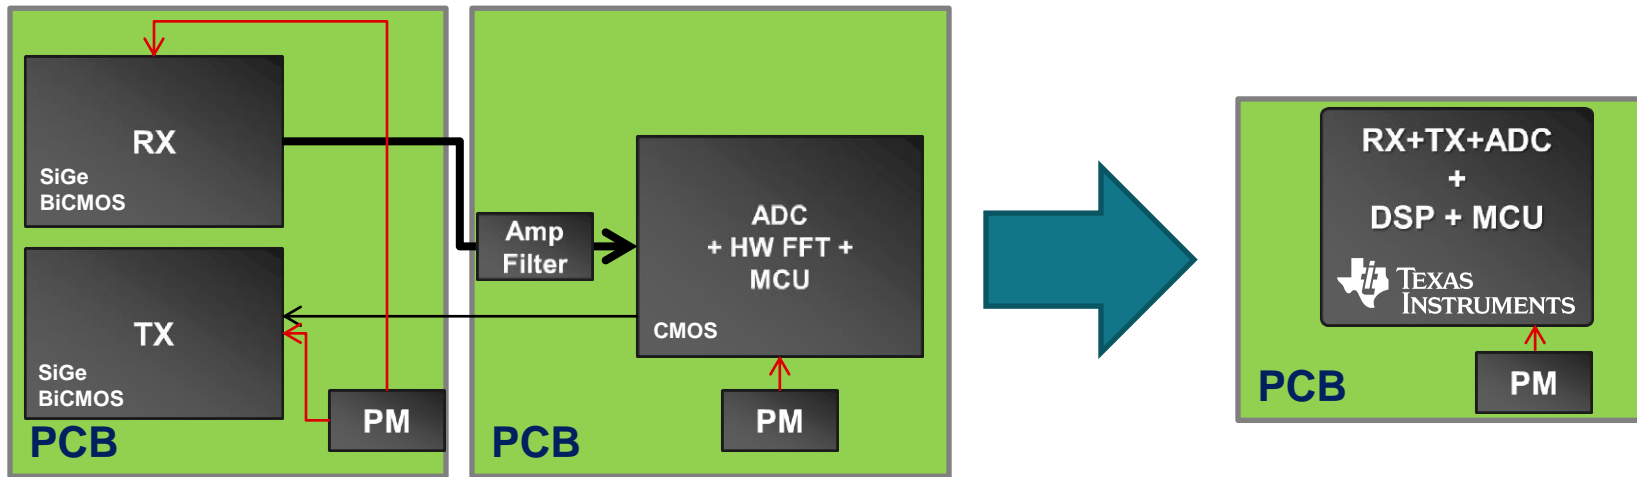 RX
SiGe
BiCMOS
TX
SiGe
BiCMOS
PM
PCB
Amp
Filter
ADC
+ HW FFT +
MCU
CMOS
PM
PCB
RX+TX+ADC
+
DSP + MCU
TEXAS
INSTRUMENTS
PM
PCB